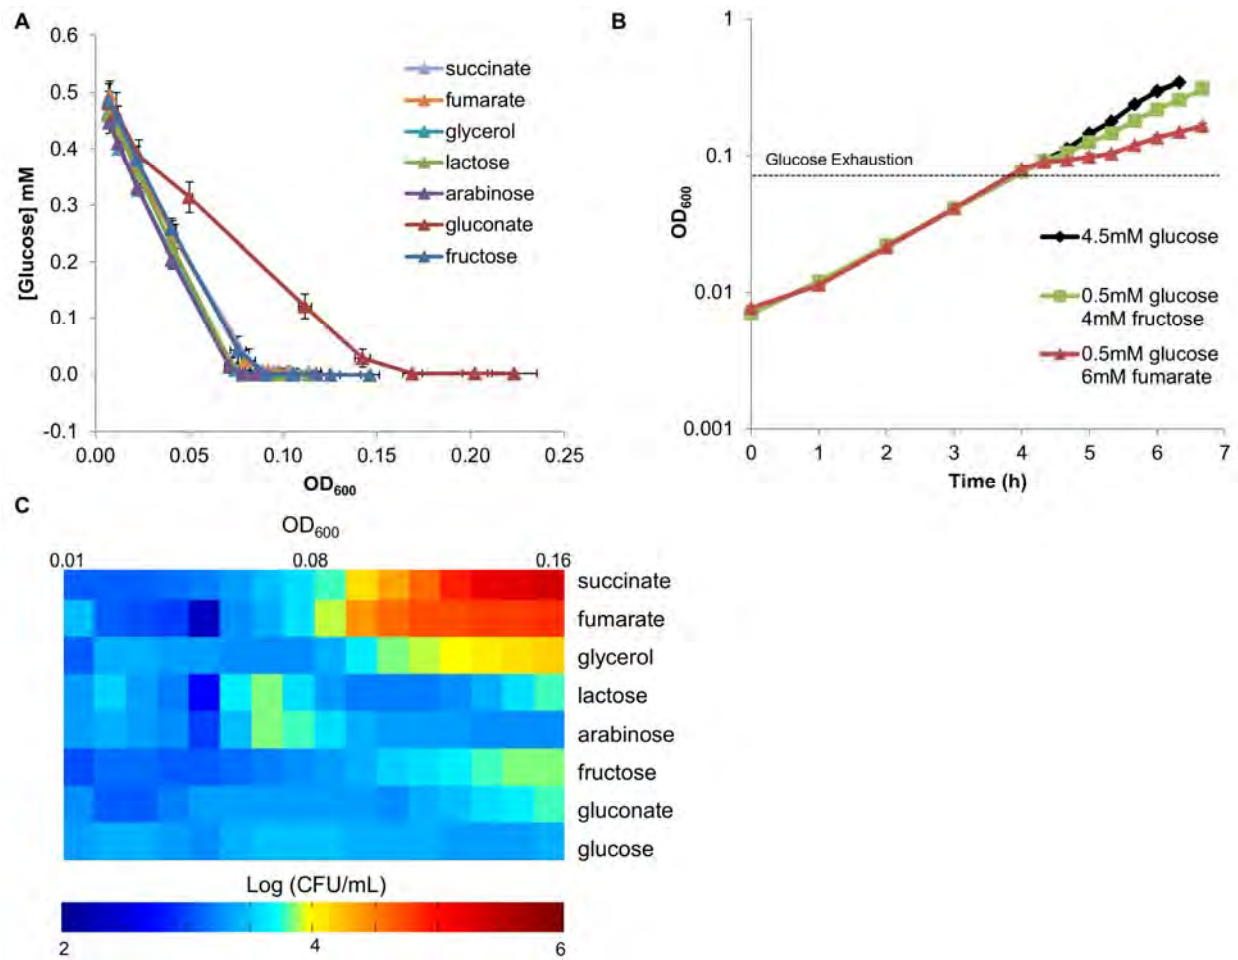 A
0.6
0.5
0.4
0.3
0.2
0.1
0.0
-0.1
[Glucose] mM
0.00
0.05
0.10
0.15
0.20
0.25
OD600
succinate
fumarate
glycerol
lactose
arabinose
gluconate
fructose
B
1
0.1
0.01
0.001
OD600
Glucose Exhaustion
4.5mM glucose
0.5mM glucose
4mM fructose
0.5mM glucose
6mM fumarate
0
1
2
3
4
5
6
7
Time (h)
C
OD600
0.01
0.08
0.16
succinate
fumarate
glycerol
lactose
arabinose
fructose
gluconate
glucose
Log (CFU/mL)
2
4
6